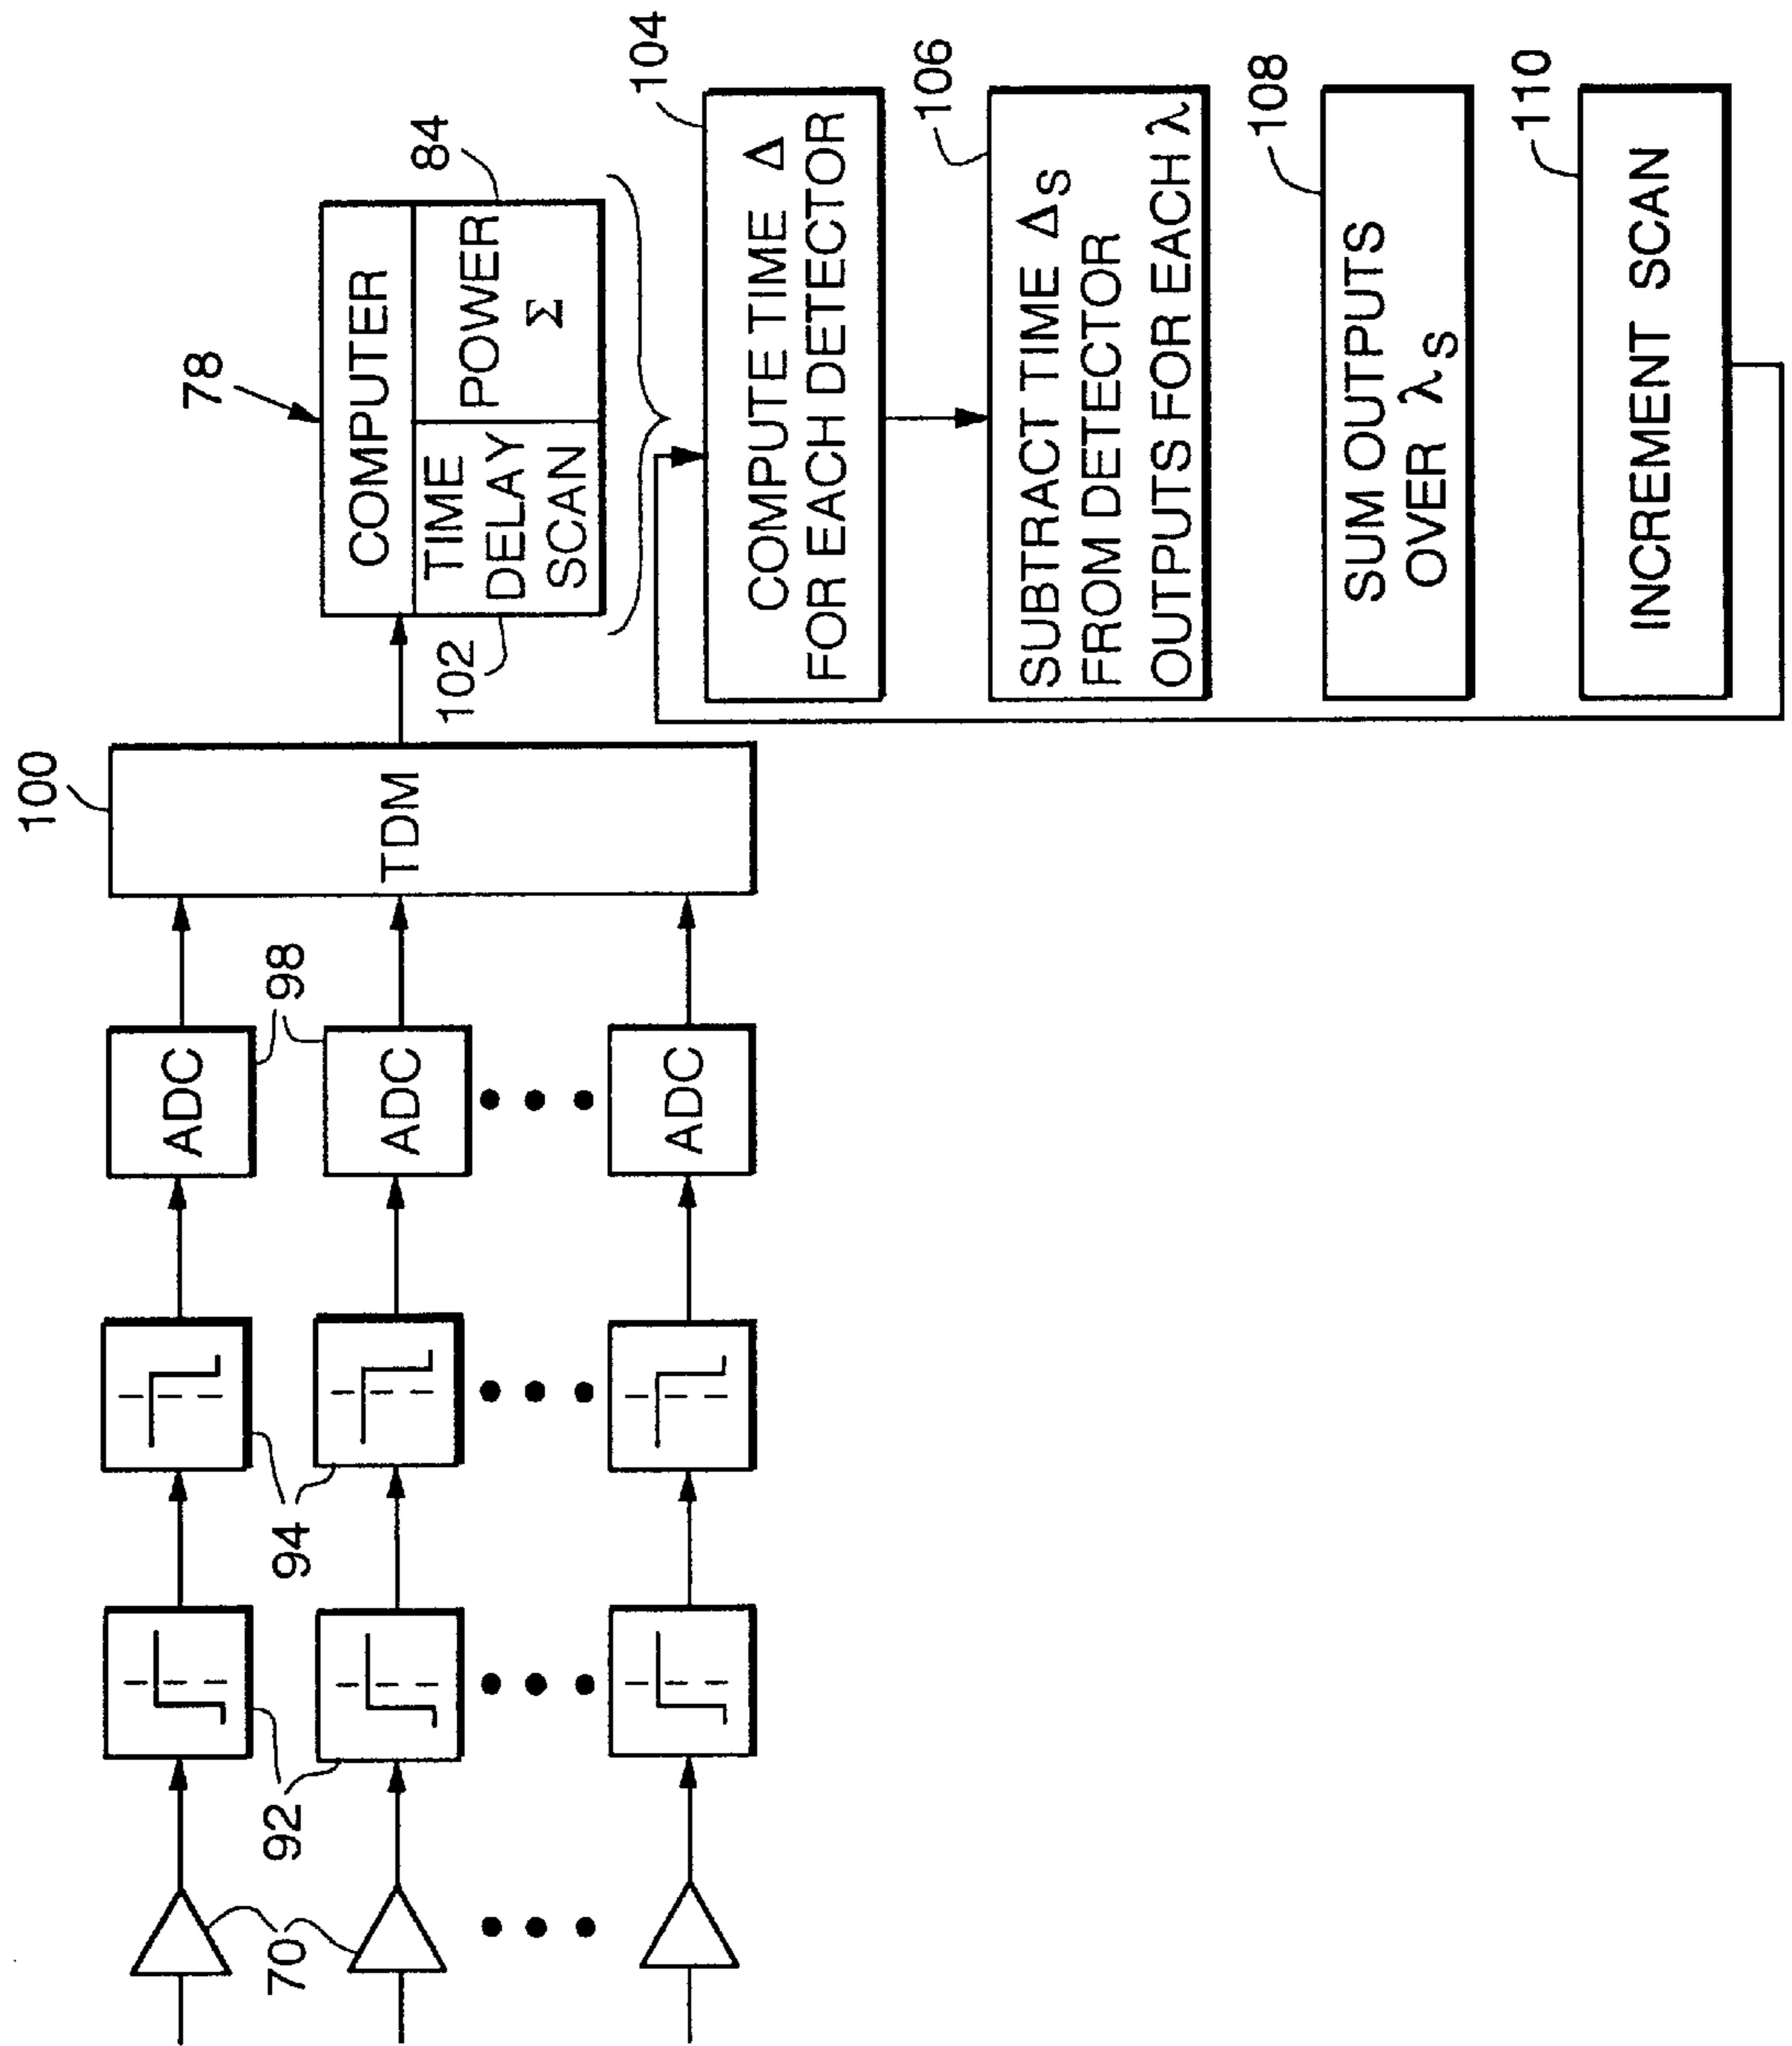 70
92
94
98
ADC
ADC
ADC
100
TDM
78
COMPUTER
TIME
DELAY
SCAN
POWER
Σ
102
84
104
COMPUTE TIME Δ
FOR EACH DETECTOR
106
SUBTRACT TIME ΔS
FROM DETECTOR
OUTPUTS FOR EACH λ
108
SUM OUTPUTS
OVER λS
110
INCREMENT SCAN